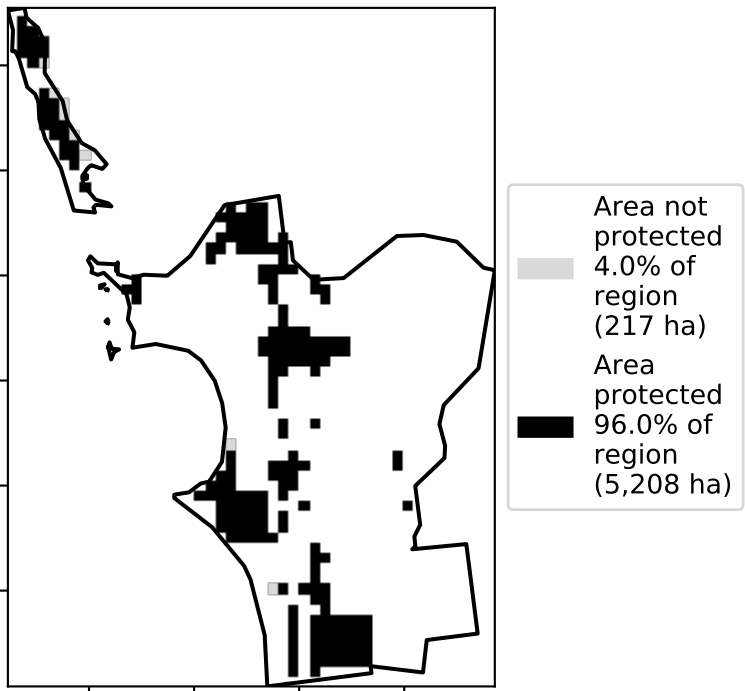 Area not
protected
4.0% of
region
(217 ha)
Area
protected
96.0% of
region
(5,208 ha)